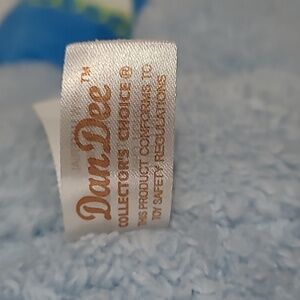 Dan Dee™
COLLECTOR'S CHOICE®
THIS PRODUCT CONFORMS TO
TOY SAFETY REGULATIONS